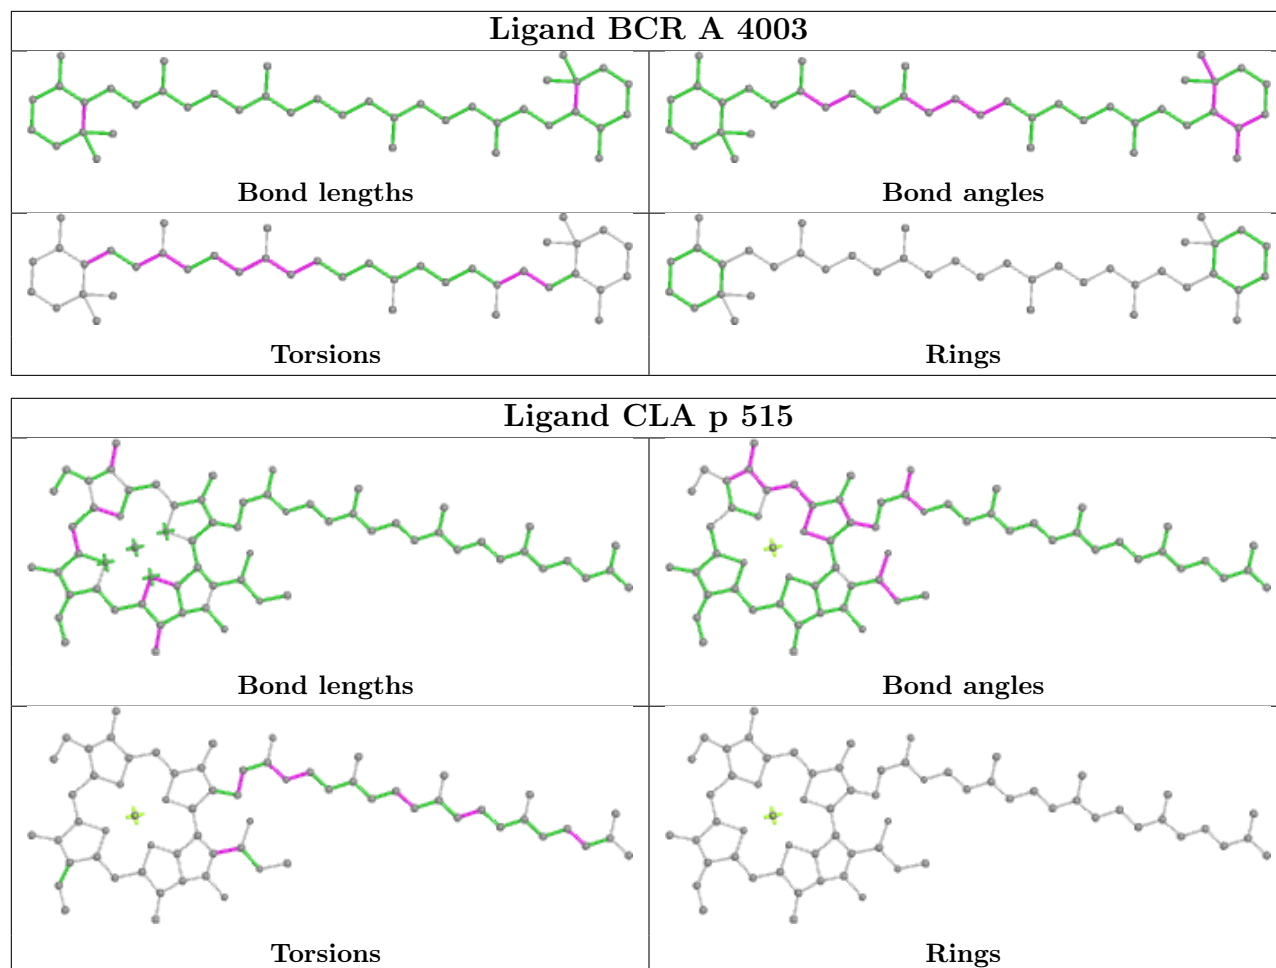 Ligand BCR A 4003
Bond lengths
Bond angles
Torsions
Rings
Ligand CLA p 515
Bond lengths
Bond angles
Torsions
Rings